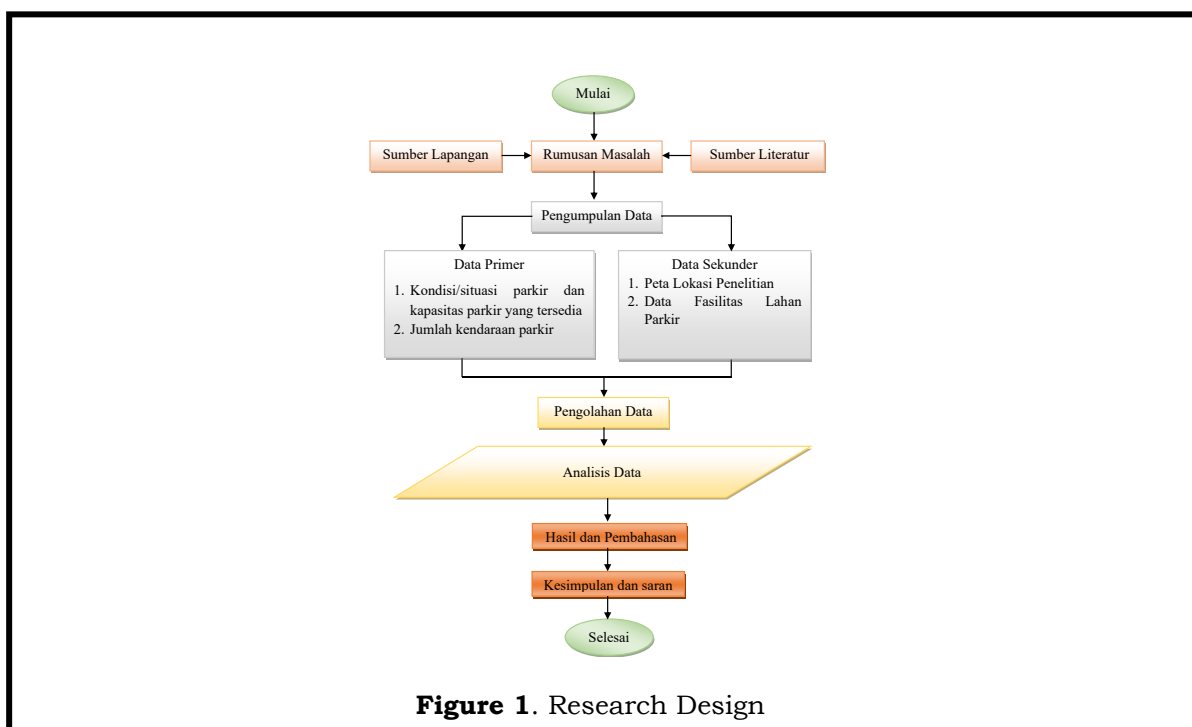 Mulai
Sumber Lapangan
Rumusan Masalah
Sumber Literatur
Pengumpulan Data
Data Primer
1. Kondisi/situasi parkir dan
kapasitas parkir yang tersedia
2. Jumlah kendaraan parkir
Data Sekunder
1. Peta Lokasi Penelitian
2. Data Fasilitas Lahan
Parkir
Pengolahan Data
Analisis Data
Hasil dan Pembahasan
Kesimpulan dan saran
Selesai
Figure 1. Research Design